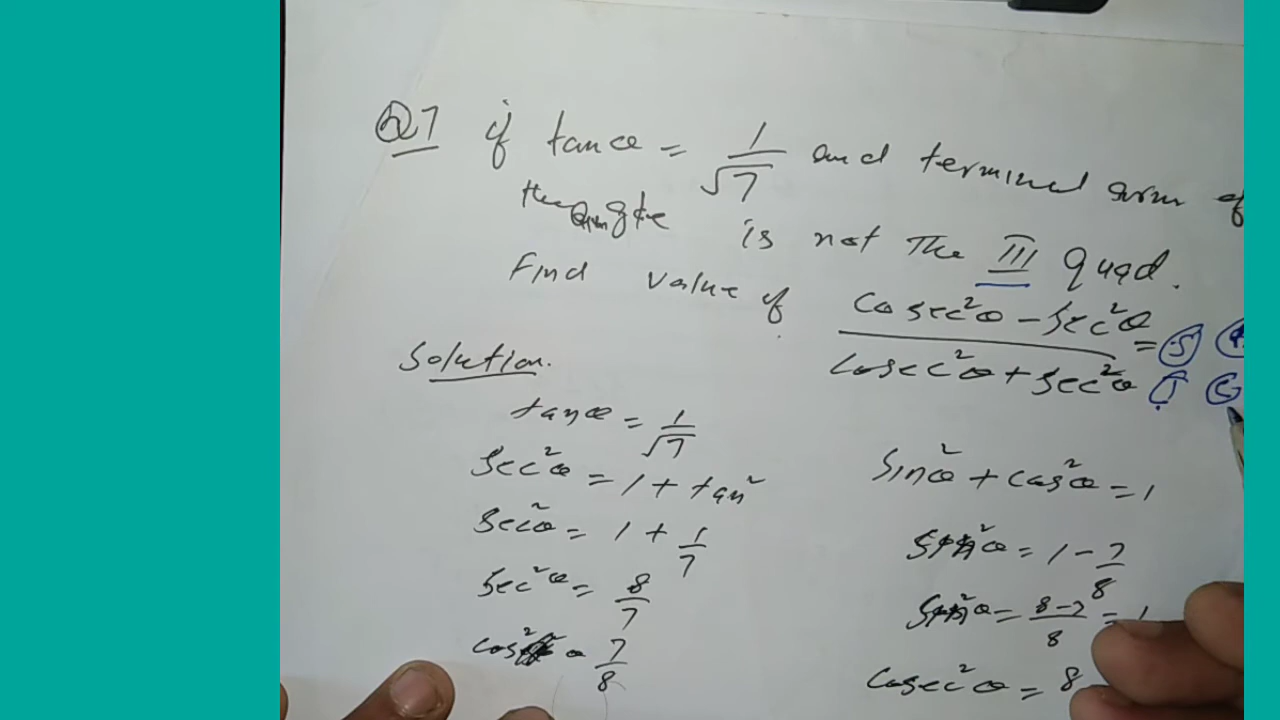 Q7 if tanθ = 1/√7 and terminal arm of
the angle is not the III quad.
Find value of (cosec²θ − sec²θ)/(cosec²θ + sec²θ) =
Solution.
tanθ = 1/√7
sec²θ = 1 + tan²
sec²θ = 1 + 1/7
sec²θ = 8/7
cos² = 7/8
sin²θ + cos²θ = 1
sin²θ = 1 − 7/8
sin²θ = (8−7)/8 = 1
cosec²θ = 8